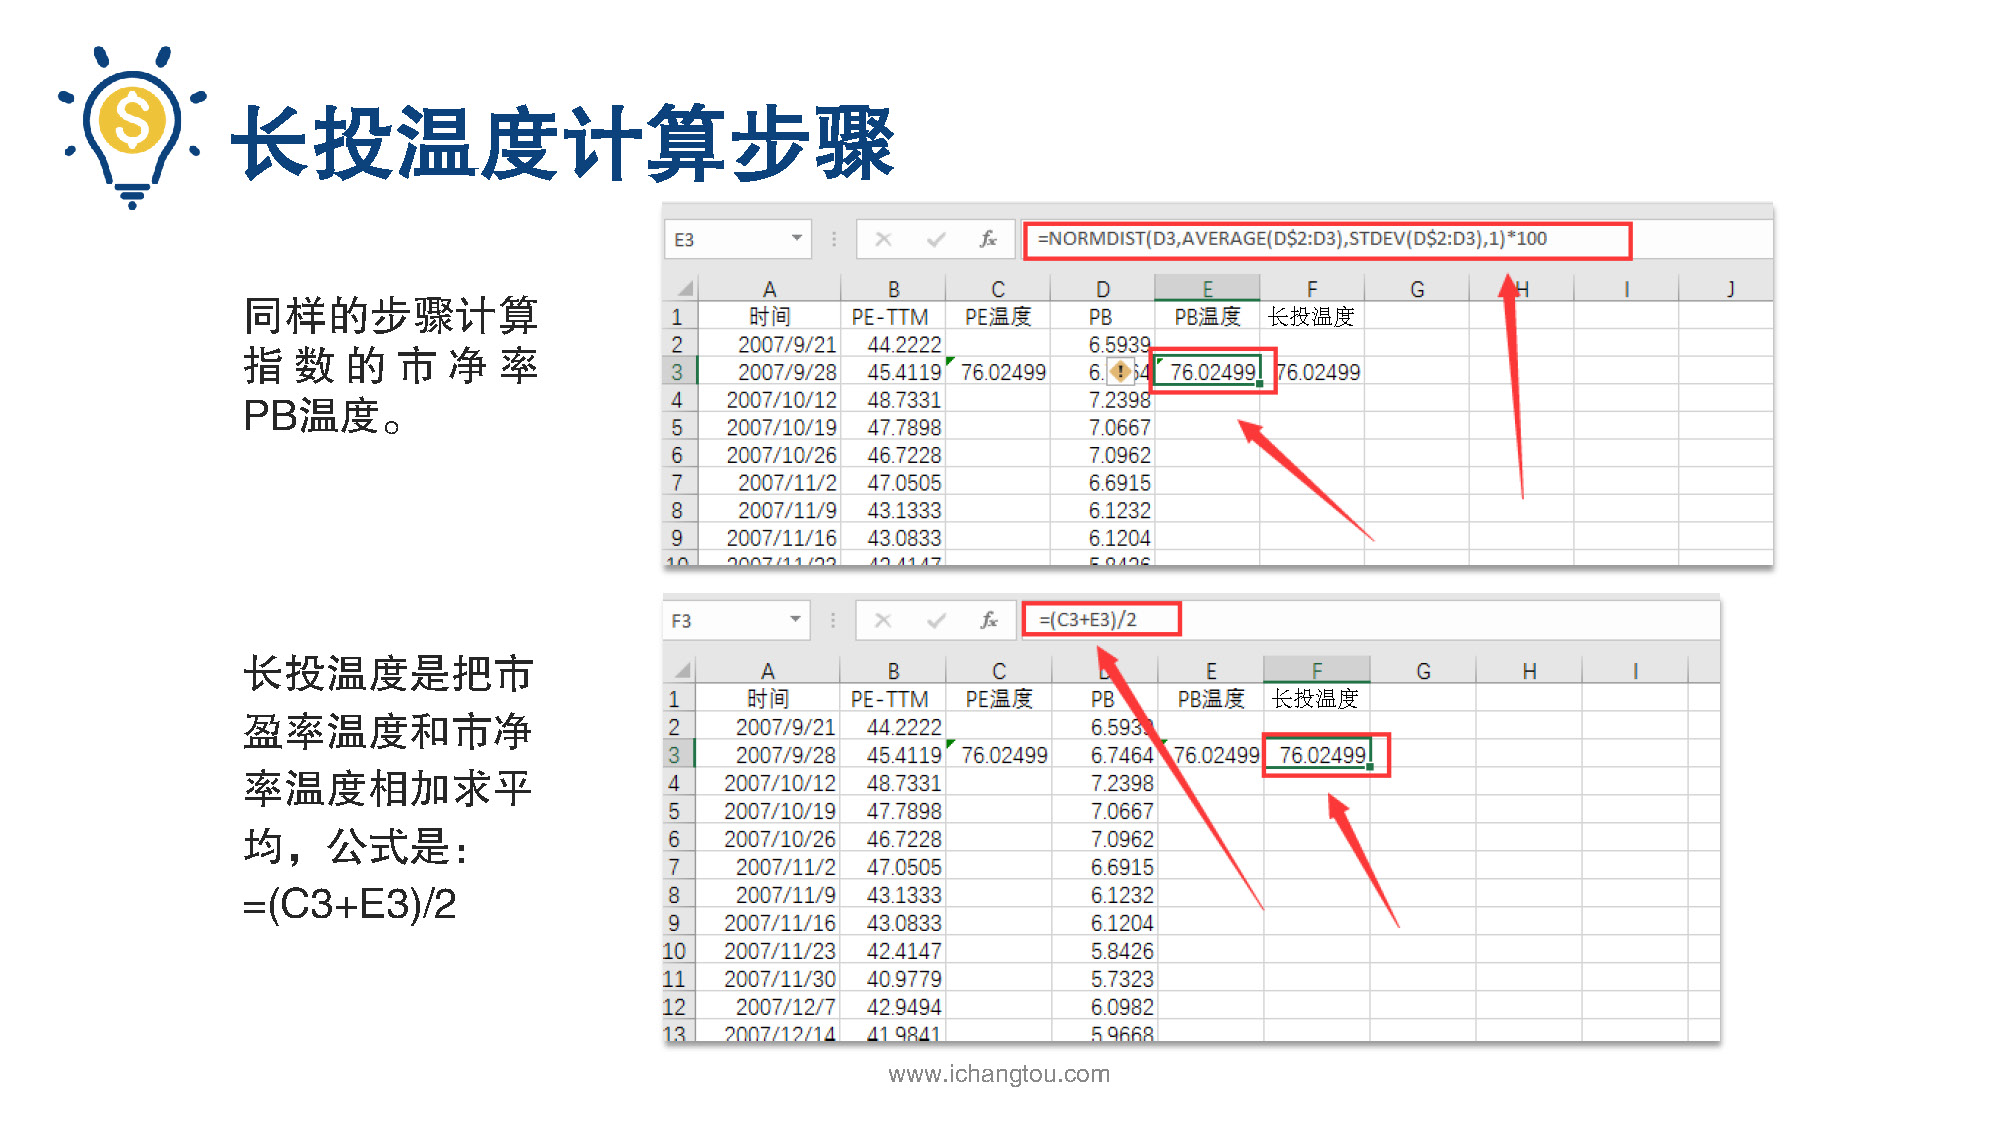 长投温度计算步骤
同样的步骤计算
指数的市净率
PB温度。
E3 fx =NORMDIST(D3,AVERAGE(D$2:D3),STDEV(D$2:D3),1)*100
A B C D E F G H I J
1 时间 PE-TTM PE温度 PB PB温度 长投温度
2 2007/9/21 44.2222 6.5939
3 2007/9/28 45.4119 76.02499 76.02499 76.02499
4 2007/10/12 48.7331 7.2398
5 2007/10/19 47.7898 7.0667
6 2007/10/26 46.7228 7.0962
7 2007/11/2 47.0505 6.6915
8 2007/11/9 43.1333 6.1232
9 2007/11/16 43.0833 6.1204
10 2007/11/23 42.4147 5.8426
长投温度是把市
盈率温度和市净
率温度相加求平
均，公式是：
=(C3+E3)/2
F3 fx =(C3+E3)/2
A B C D E F G H I
1 时间 PE-TTM PE温度 PB PB温度 长投温度
2 2007/9/21 44.2222 6.5939
3 2007/9/28 45.4119 76.02499 6.7464 76.02499 76.02499
4 2007/10/12 48.7331 7.2398
5 2007/10/19 47.7898 7.0667
6 2007/10/26 46.7228 7.0962
7 2007/11/2 47.0505 6.6915
8 2007/11/9 43.1333 6.1232
9 2007/11/16 43.0833 6.1204
10 2007/11/23 42.4147 5.8426
11 2007/11/30 40.9779 5.7323
12 2007/12/7 42.9494 6.0982
13 2007/12/14 41.9841 5.9668
www.ichangtou.com